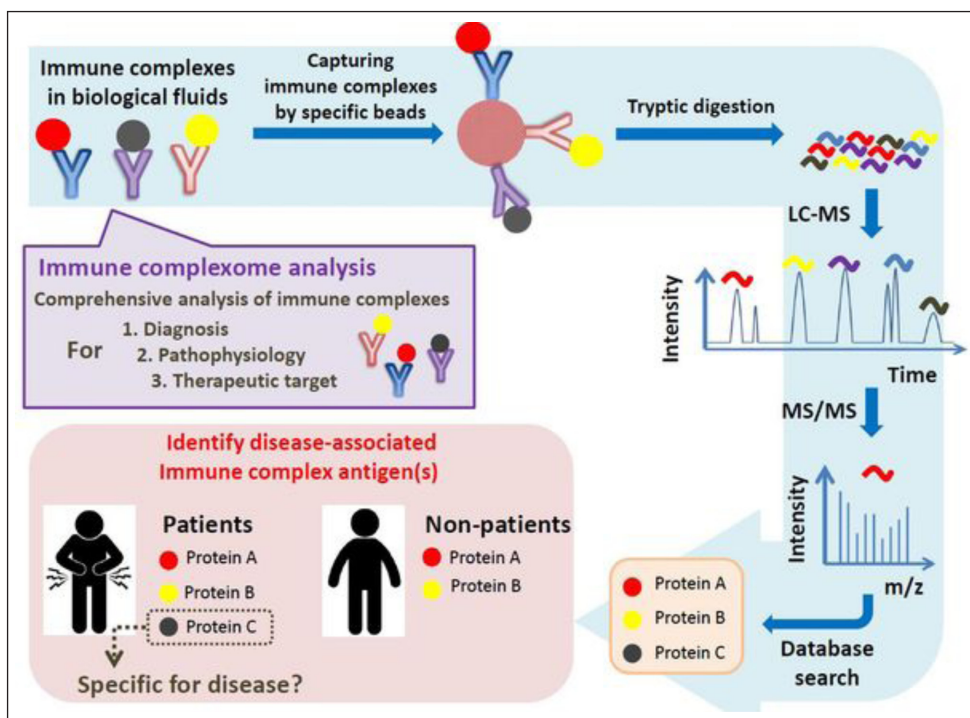 Immune complexes
in biological fluids
Capturing
immune complexes
by specific beads
Tryptic digestion
LC-MS
Intensity
Time
MS/MS
Intensity
m/z
Database
search
Protein A
Protein B
Protein C
Immune complexome analysis
Comprehensive analysis of immune complexes
For
1. Diagnosis
2. Pathophysiology
3. Therapeutic target
Identify disease-associated
Immune complex antigen(s)
Patients
Protein A
Protein B
Protein C
Specific for disease?
Non-patients
Protein A
Protein B